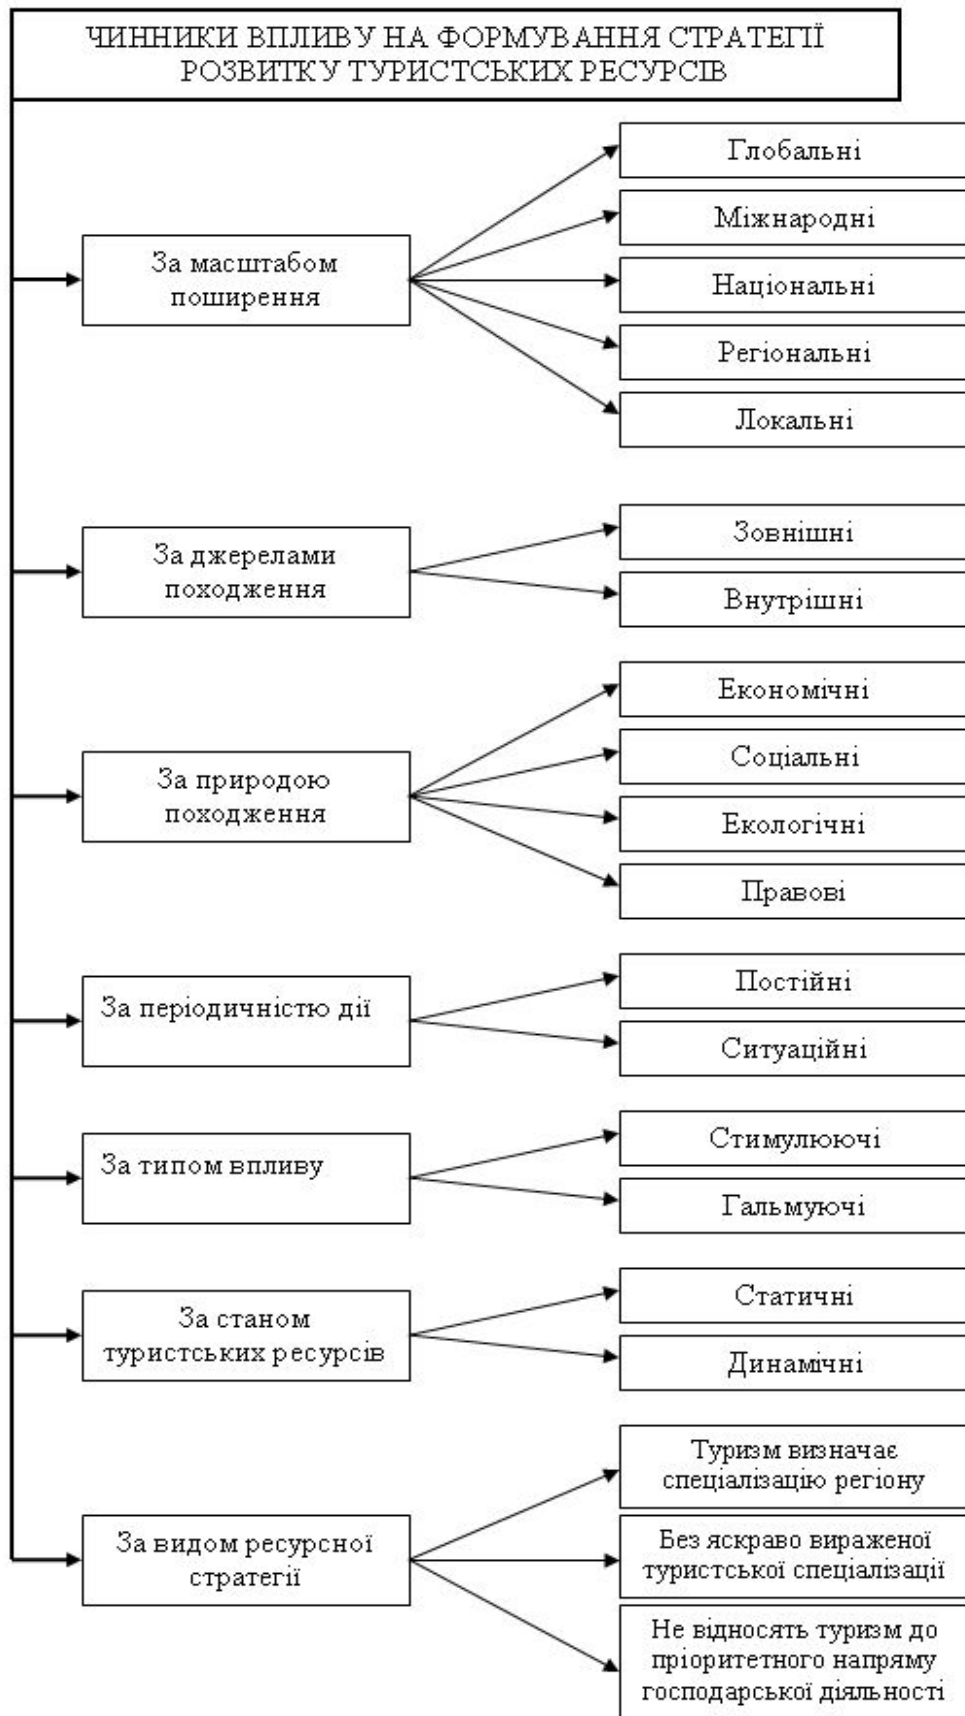 ЧИННИКИ ВПЛИВУ НА ФОРМУВАННЯ СТРАТЕГІЇ
РОЗВИТКУ ТУРИСТСЬКИХ РЕСУРСІВ
За масштабом
поширення
Глобальні
Міжнародні
Національні
Регіональні
Локальні
За джерелами
походження
Зовнішні
Внутрішні
За природою
походження
Економічні
Соціальні
Екологічні
Правові
За періодичністю дії
Постійні
Ситуаційні
За типом впливу
Стимулюючі
Гальмуючі
За станом
туристських ресурсів
Статичні
Динамічні
За видом ресурсної
стратегії
Туризм визначає
спеціалізацію регіону
Без яскраво вираженої
туристської спеціалізації
Не відносять туризм до
пріоритетного напряму
господарської діяльності